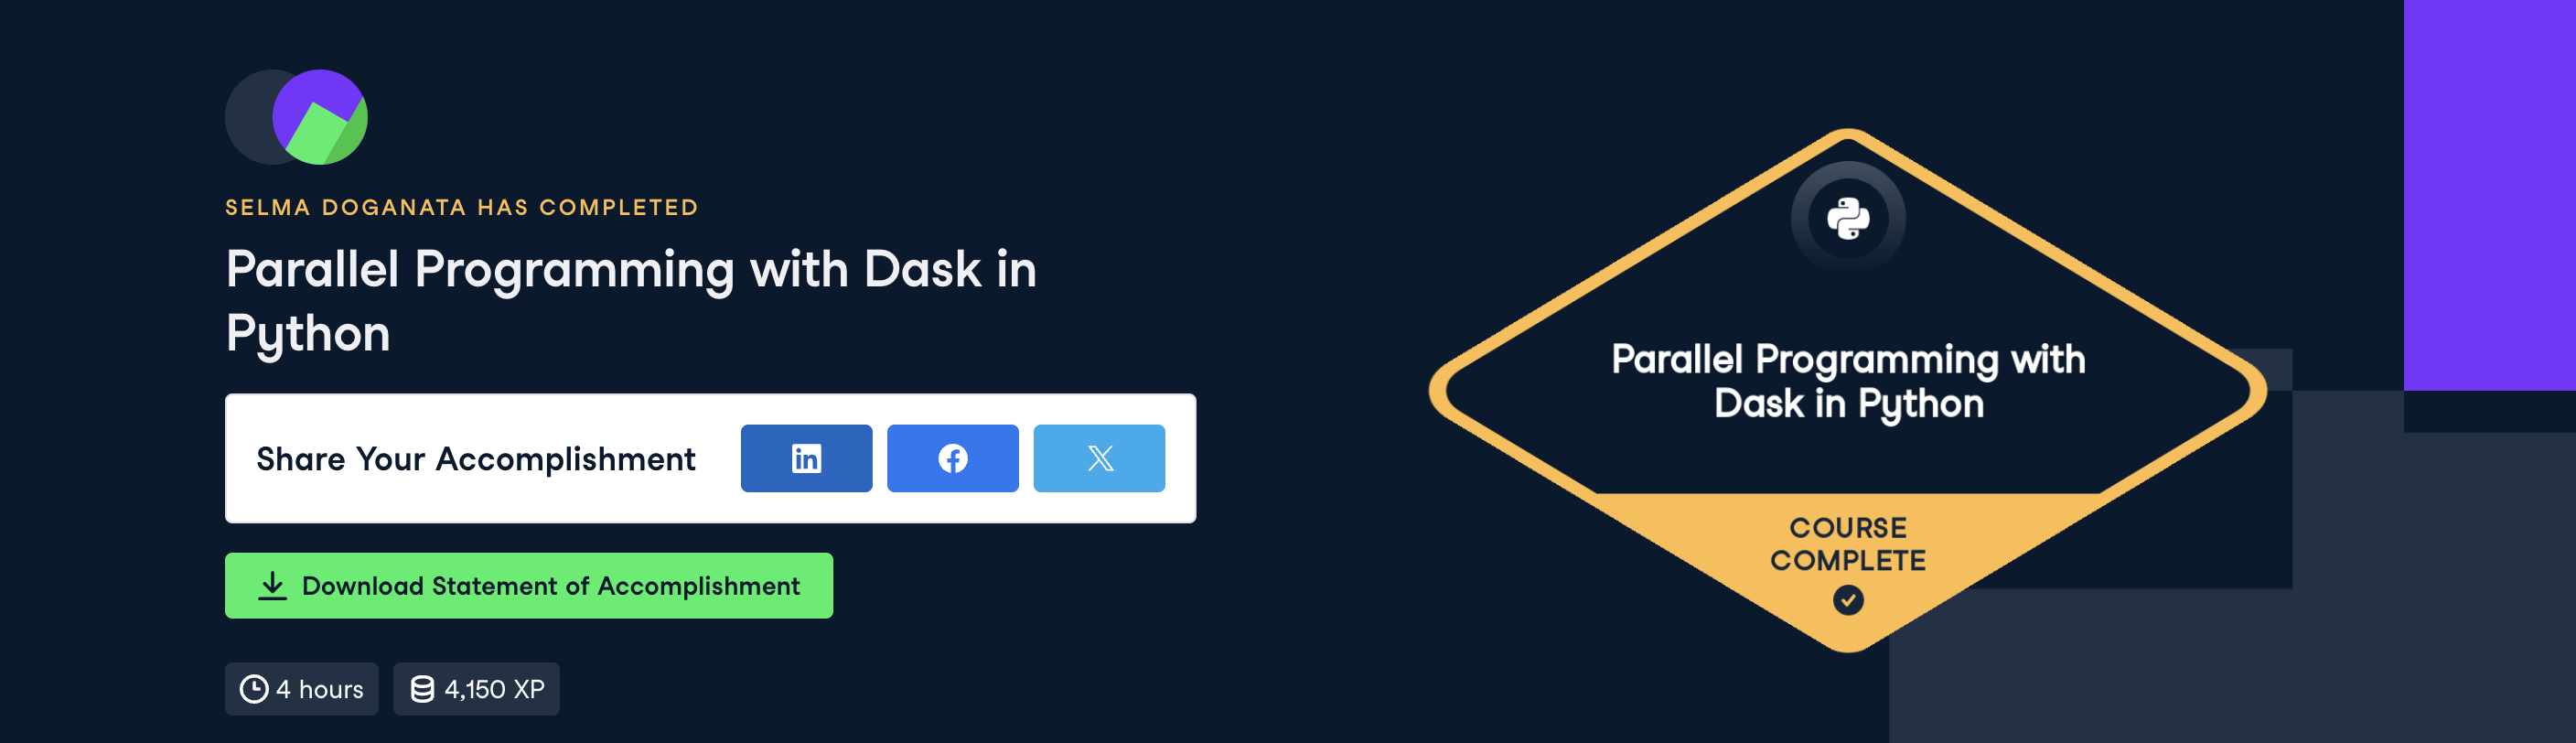 SELMA DOGANATA HAS COMPLETED
Parallel Programming with Dask in
Python
Share Your Accomplishment
Download Statement of Accomplishment
4 hours
4,150 XP
Parallel Programming with
Dask in Python
COURSE
COMPLETE